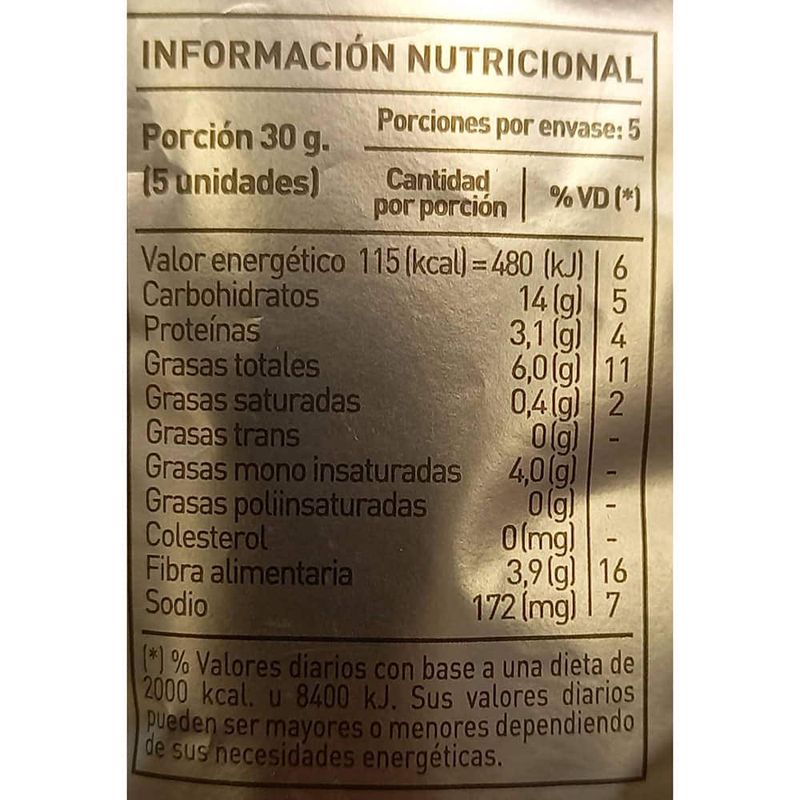 INFORMACIÓN NUTRICIONAL
Porción 30 g.
(5 unidades)
Porciones por envase: 5
Cantidad por porción
% VD (*)
Valor energético 115 (kcal) = 480 (kJ) 6
Carbohidratos 14 (g) 5
Proteínas 3,1 (g) 4
Grasas totales 6,0 (g) 11
Grasas saturadas 0,4 (g) 2
Grasas trans 0 (g) -
Grasas mono insaturadas 4,0 (g) -
Grasas poliinsaturadas 0 (g) -
Colesterol 0 (mg) -
Fibra alimentaria 3,9 (g) 16
Sodio 172 (mg) 7
(*) % Valores diarios con base a una dieta de
2000 kcal. u 8400 kJ. Sus valores diarios
pueden ser mayores o menores dependiendo
de sus necesidades energéticas.